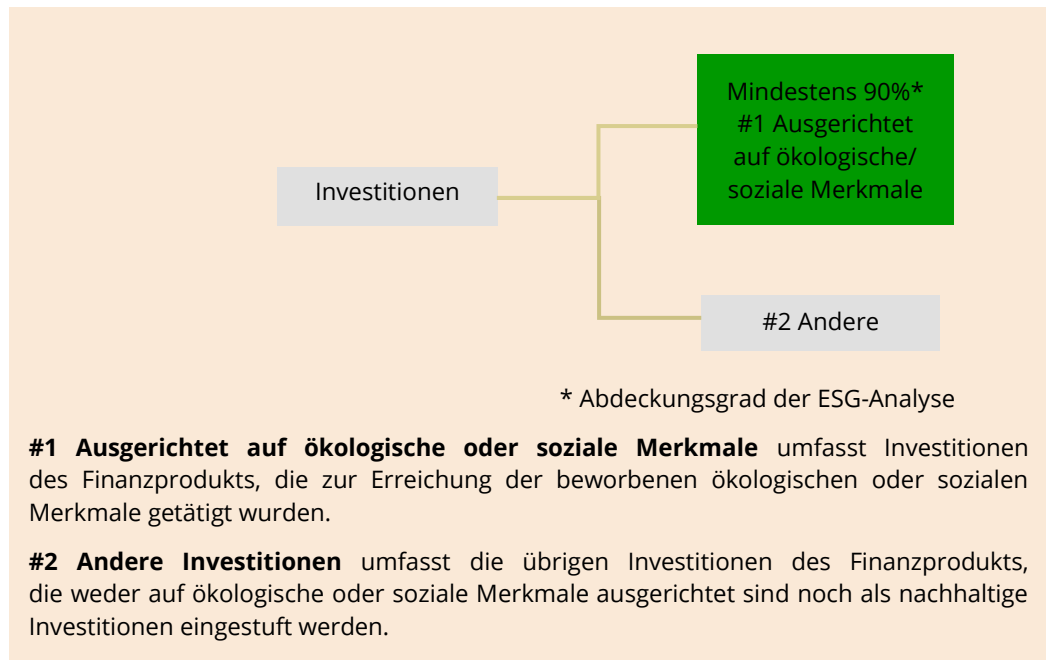 Mindestens 90%*
#1 Ausgerichtet
auf ökologische/
soziale Merkmale
Investitionen
#2 Andere
* Abdeckungsgrad der ESG-Analyse
#1 Ausgerichtet auf ökologische oder soziale Merkmale umfasst Investitionen
des Finanzprodukts, die zur Erreichung der beworbenen ökologischen oder sozialen
Merkmale getätigt wurden.
#2 Andere Investitionen umfasst die übrigen Investitionen des Finanzprodukts,
die weder auf ökologische oder soziale Merkmale ausgerichtet sind noch als nachhaltige
Investitionen eingestuft werden.